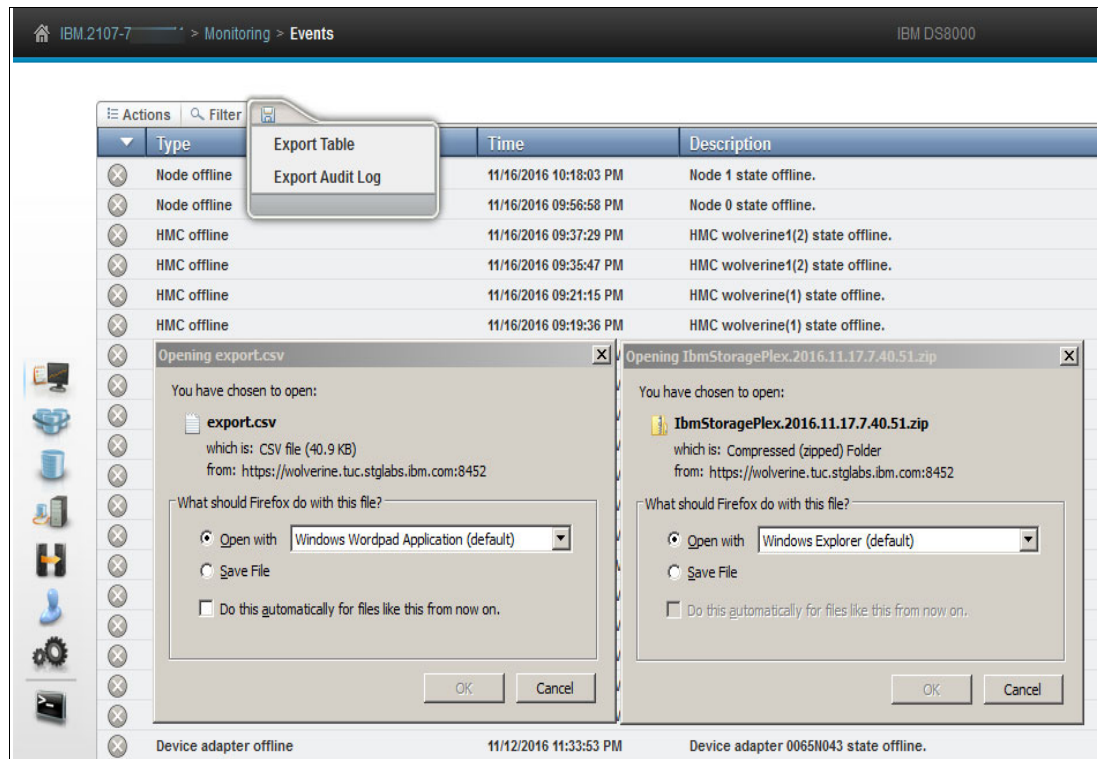 IBM.2107-7 > Monitoring > Events IBM DS8000
Actions Filter
Export Table
Export Audit Log
Type Time Description
Node offline 11/16/2016 10:18:03 PM Node 1 state offline.
Node offline 11/16/2016 09:56:58 PM Node 0 state offline.
HMC offline 11/16/2016 09:37:29 PM HMC wolverine1(2) state offline.
HMC offline 11/16/2016 09:35:47 PM HMC wolverine1(2) state offline.
HMC offline 11/16/2016 09:21:15 PM HMC wolverine(1) state offline.
HMC offline 11/16/2016 09:19:36 PM HMC wolverine(1) state offline.
Opening export.csv
You have chosen to open:
export.csv
which is: CSV file (40.9 KB)
from: https://wolverine.tuc.stglabs.ibm.com:8452
What should Firefox do with this file?
Open with Windows Wordpad Application (default)
Save File
Do this automatically for files like this from now on.
OK Cancel
Opening IbmStoragePlex.2016.11.17.7.40.51.zip
You have chosen to open:
IbmStoragePlex.2016.11.17.7.40.51.zip
which is: Compressed (zipped) Folder
from: https://wolverine.tuc.stglabs.ibm.com:8452
What should Firefox do with this file?
Open with Windows Explorer (default)
Save File
Do this automatically for files like this from now on.
OK Cancel
Device adapter offline 11/12/2016 11:33:53 PM Device adapter 0065N043 state offline.